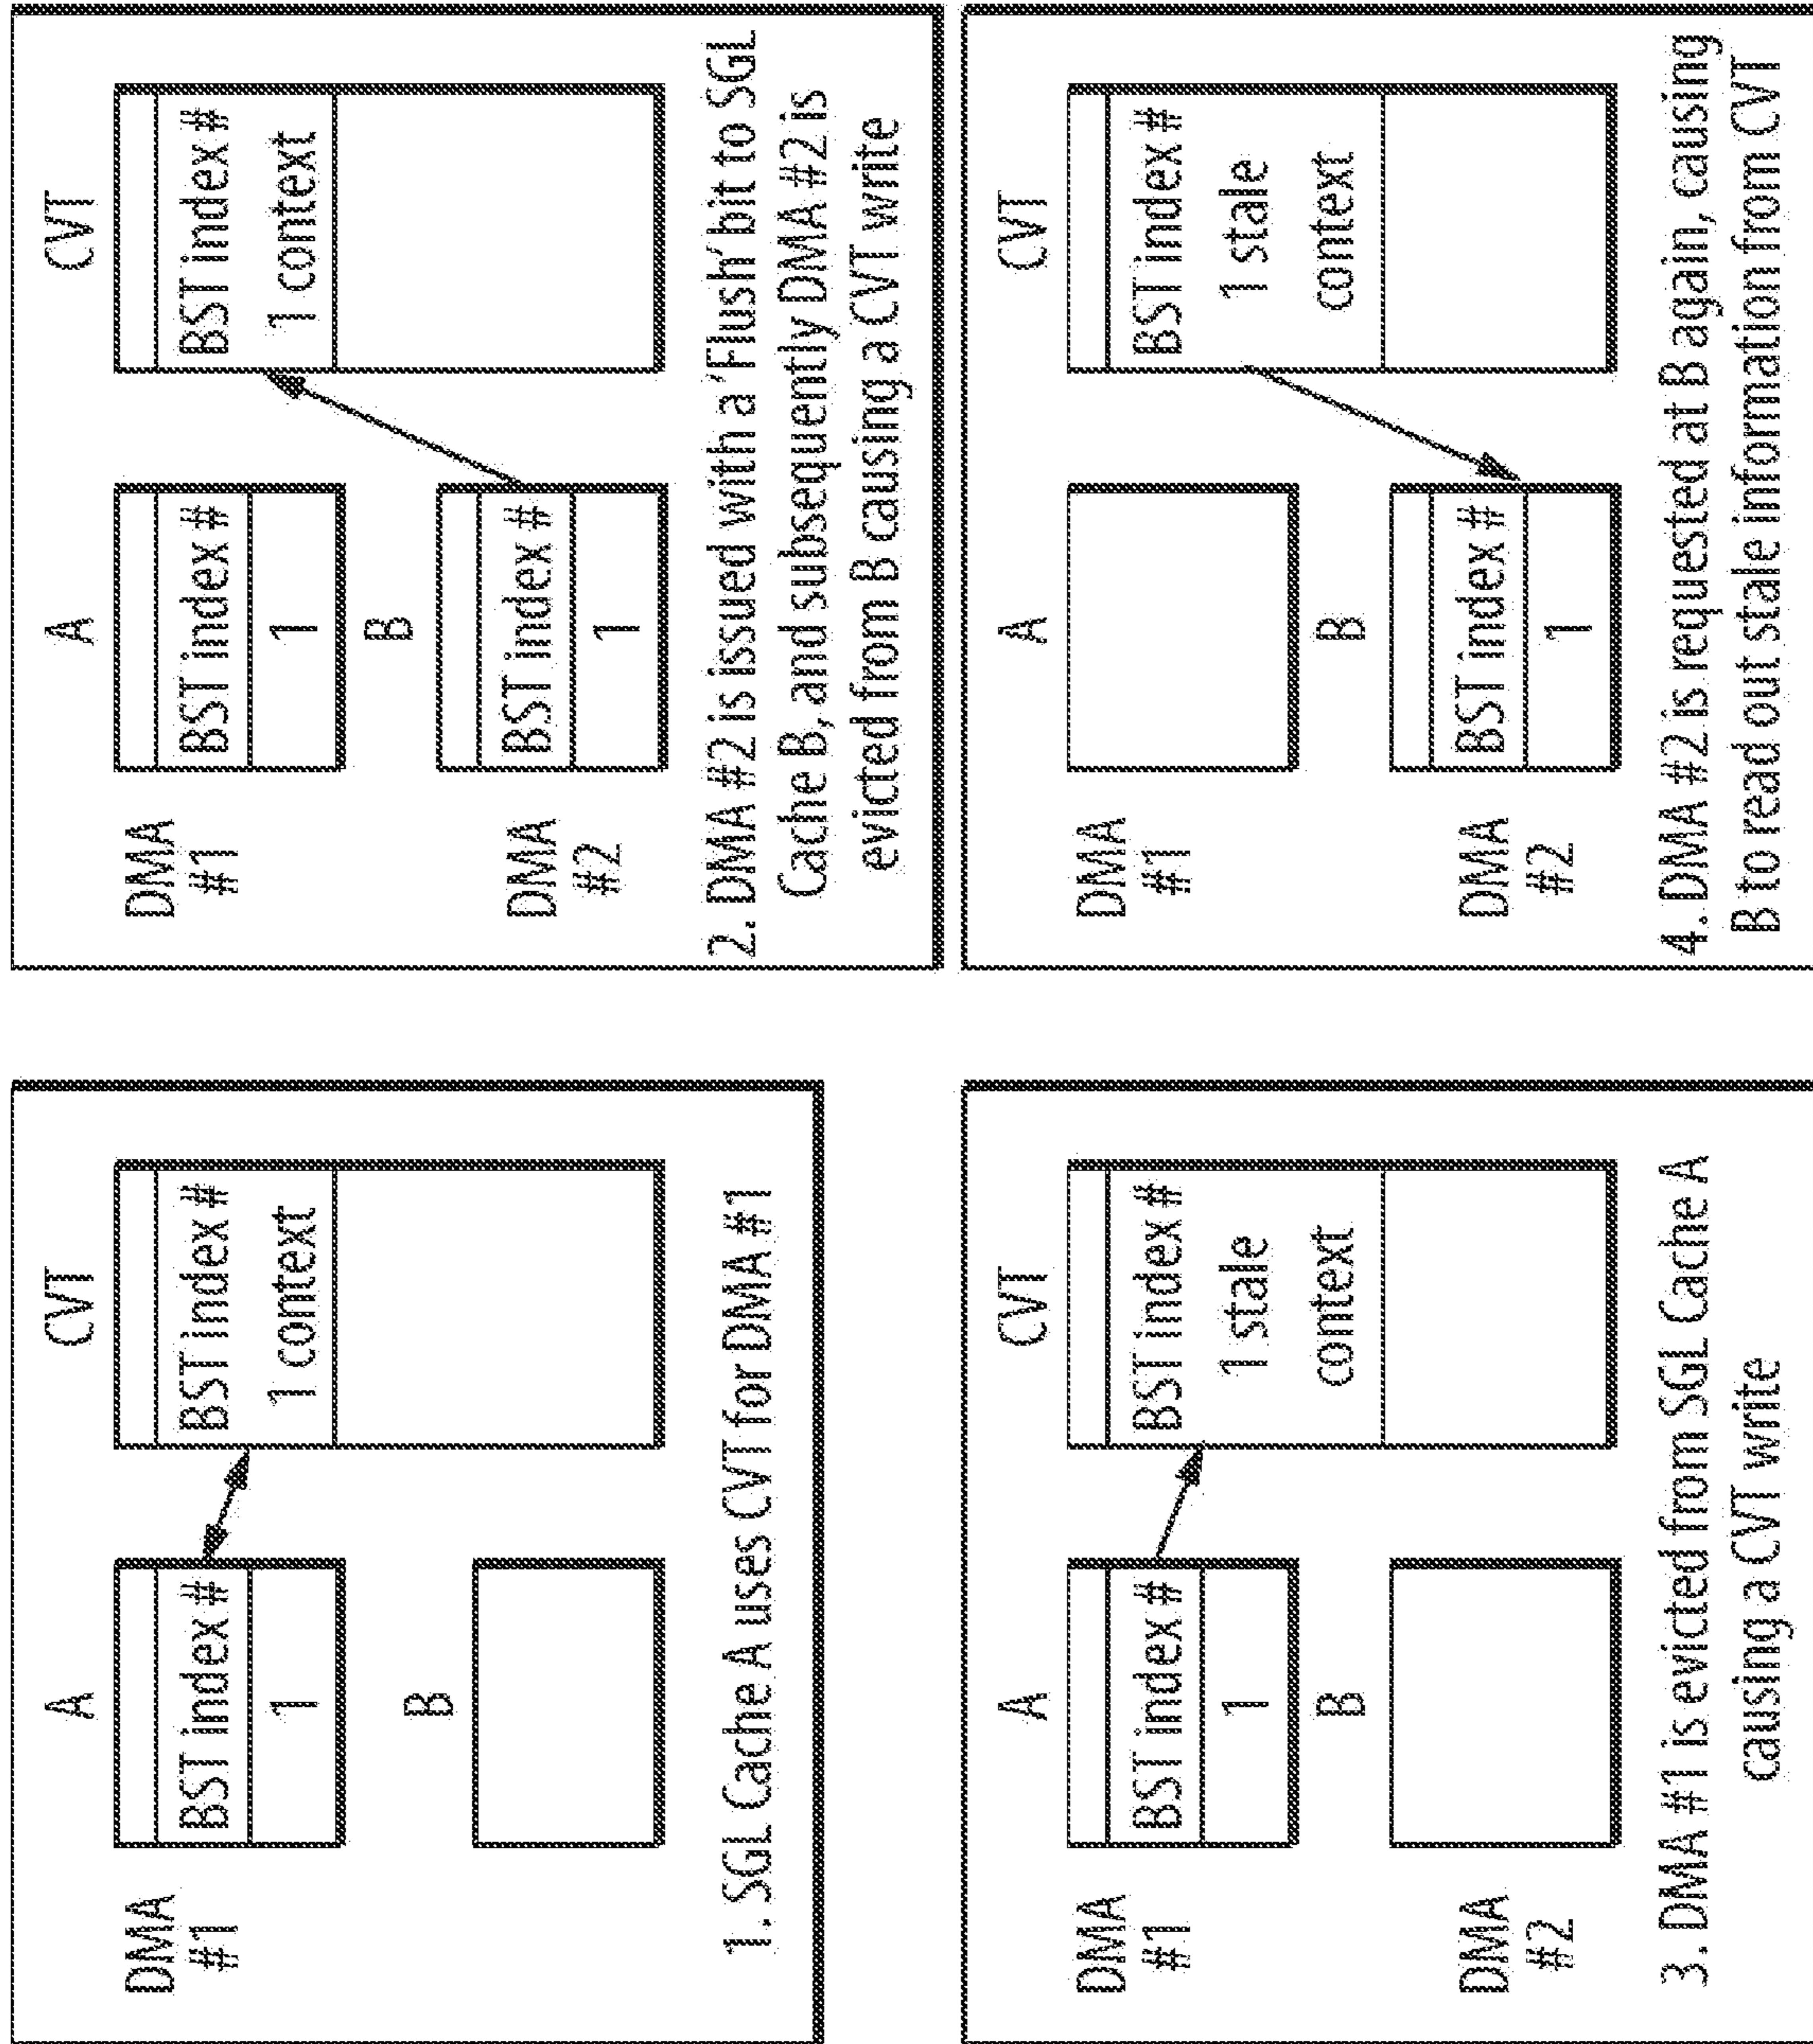 A
CVT
DMA
#1
BST index #
1
BST index #
1 context
B
1. SGL Cache A uses CVT for DMA #1
A
CVT
DMA
#1
BST index #
1
BST index #
1 context
B
DMA
#2
BST index #
1
2. DMA #2 is issued with a 'Flush' bit to SGL
Cache B, and subsequently DMA #2 is
evicted from B causing a CVT write
A
CVT
DMA
#1
BST index #
1
BST index #
1 stale
context
B
DMA
#2
3. DMA #1 is evicted from SGL Cache A
causing a CVT write
A
CVT
DMA
#1
BST index #
1 stale
context
B
DMA
#2
BST index #
1
4. DMA #2 is requested at B again, causing
B to read out stale information from CVT